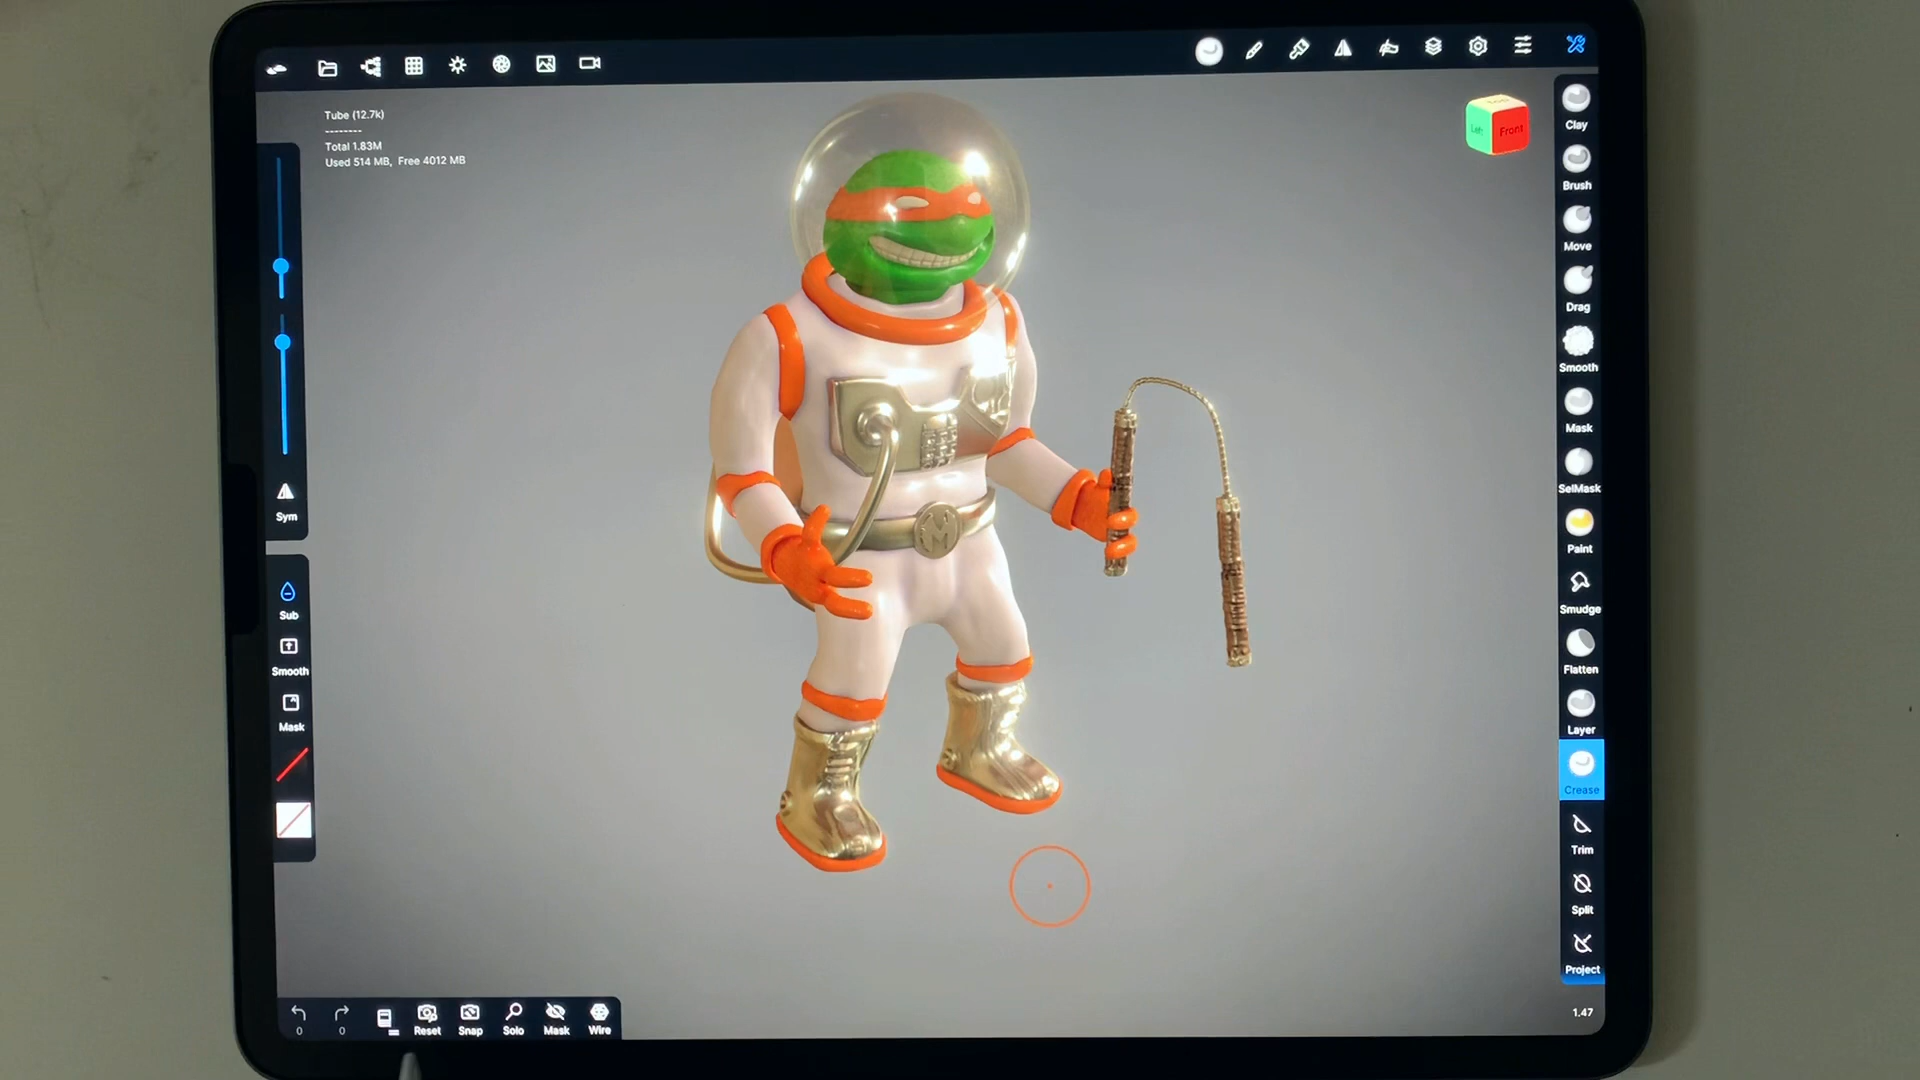 Tube (12.7k)
--------
Total 1.83M
Used 514 MB, Free 4012 MB
Top
Left
Front
Clay
Brush
Move
Drag
Smooth
Mask
SelMask
Paint
Smudge
Flatten
Layer
Crease
Trim
Split
Project
Sym
Sub
Smooth
Mask
M
0
0
Reset
Snap
Solo
Mask
Wire
1.47